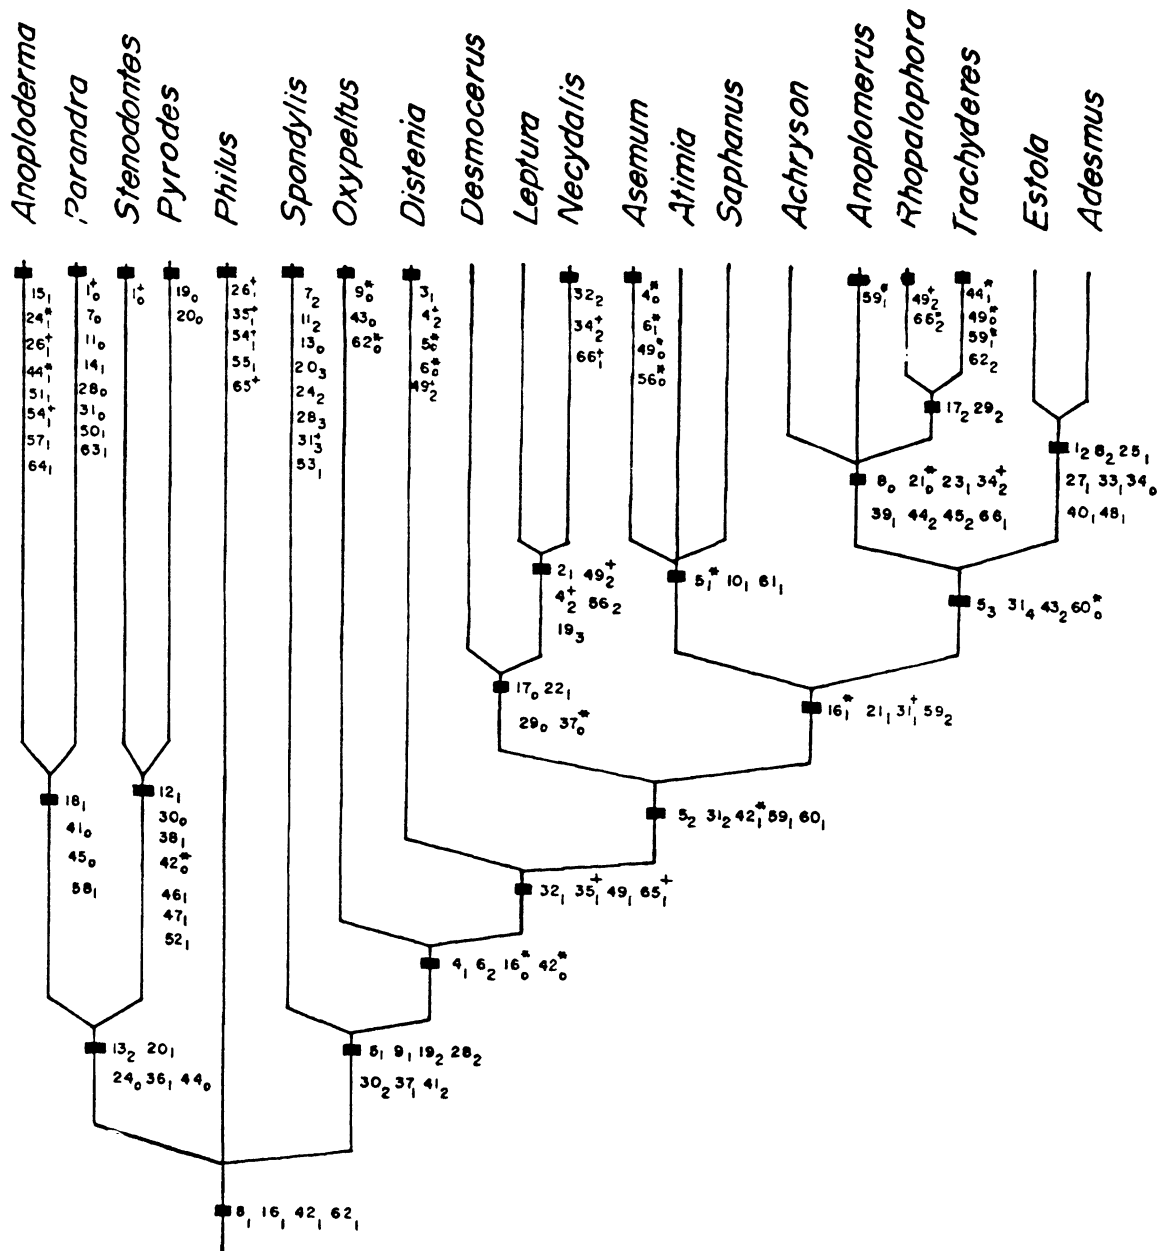 Anoploderma
Parandra
Stenodontes
Pyrodes
Philus
Spondylis
Oxypeltus
Distenia
Desmocerus
Leptura
Necydalis
Asemum
Atimia
Saphanus
Achryson
Anoplomerus
Rhopalophora
Trachyderes
Estola
Adesmus
15₁
24₁*
26₁⁺
44₁*
51₁
54₁⁺
57₁
64₁
1₀⁺
7₀
11₀
14₁
28₀
31₀
50₁
63₁
1₀⁺
19₀
20₀
26₁⁺
35₁⁺
54₁⁺
55₁
65⁺
7₂
11₂
13₀
20₃
24₂
28₃
31₃⁺
53₁
9₀*
43₀
62₀*
3₁
4₂⁺
5₀*
6₀*
49₂⁺
32₂
34₂⁺
66₁⁺
4₀*
6₁*
49₀*
56₀*
59₁*
49₂⁺
66₂*
44₁*
49₀*
59₁*
62₂
17₂ 29₂
1₂ 8₂ 25₁
27₁ 33₁ 34₀
40₁ 48₁
8₀ 21₀* 23₁ 34₂⁺
39₁ 44₂ 45₂ 66₁
2₁ 49₂⁺
4₂⁺ 56₂
19₃
5₁* 10₁ 61₁
5₃ 31₄ 43₂ 60₀*
17₀ 22₁
29₀ 37₀*
16₁* 21₁ 31₁⁺ 59₂
18₁
41₀
45₀
58₁
12₁
30₀
38₁
42₀*
46₁
47₁
52₁
5₂ 31₂ 42₁* 59₁ 60₁
32₁ 35₁⁺ 49₁ 65₁⁺
4₁ 6₂ 16₀* 42₀*
13₂ 20₁
24₀ 36₁ 44₀
5₁ 9₁ 19₂ 28₂
30₂ 37₁ 41₂
8₁ 16₁ 42₁ 62₁